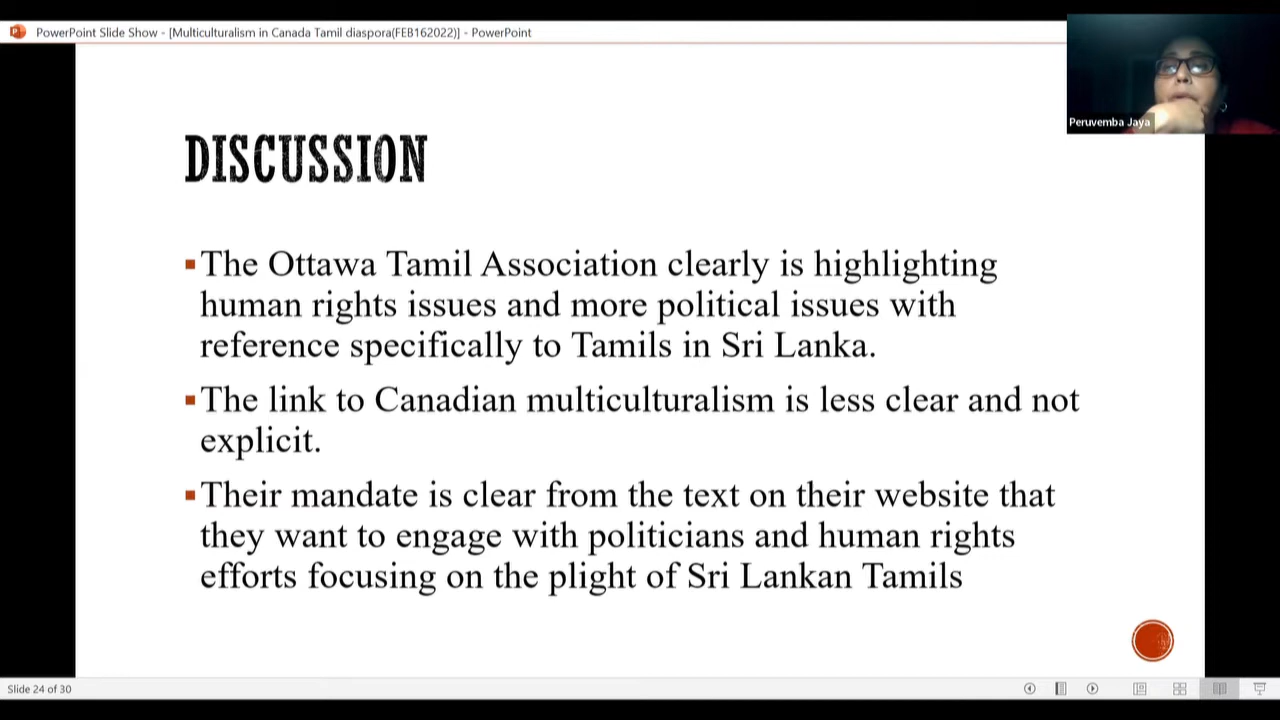 PowerPoint Slide Show - [Multiculturalism in Canada Tamil diaspora(FEB162022)] - PowerPoint
Peruvemba Jaya
DISCUSSION
▪The Ottawa Tamil Association clearly is highlighting
human rights issues and more political issues with
reference specifically to Tamils in Sri Lanka.
▪The link to Canadian multiculturalism is less clear and not
explicit.
▪Their mandate is clear from the text on their website that
they want to engage with politicians and human rights
efforts focusing on the plight of Sri Lankan Tamils
Slide 24 of 30